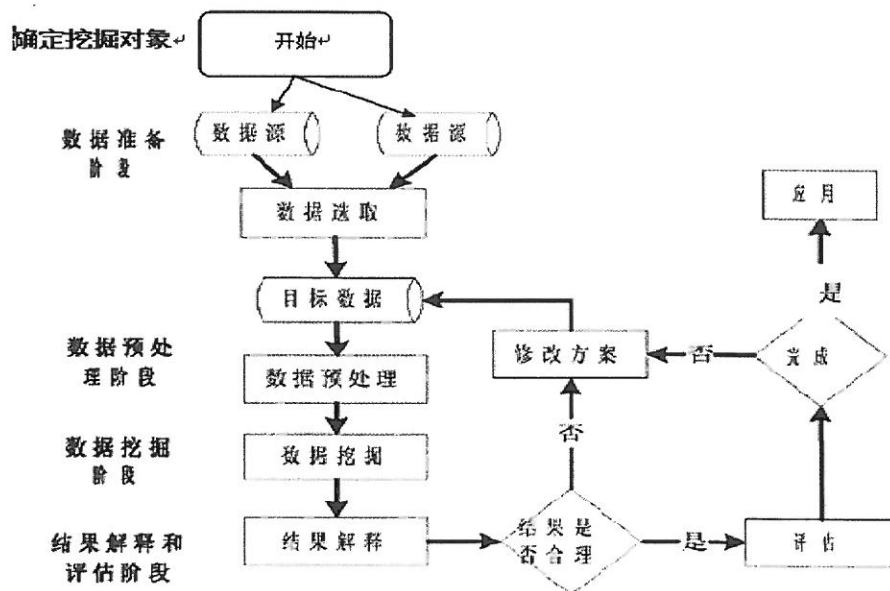 确定挖掘对象↵
开始↵
数据准备
阶段
数据源
数据源
数据选取
应用
目标数据
是
数据预处
理阶段
修改方案
否
完成
数据预处理
数据挖掘
阶段
数据挖掘
否
结果解释和
评估阶段
结果解释
结果是
否合理
是
评估